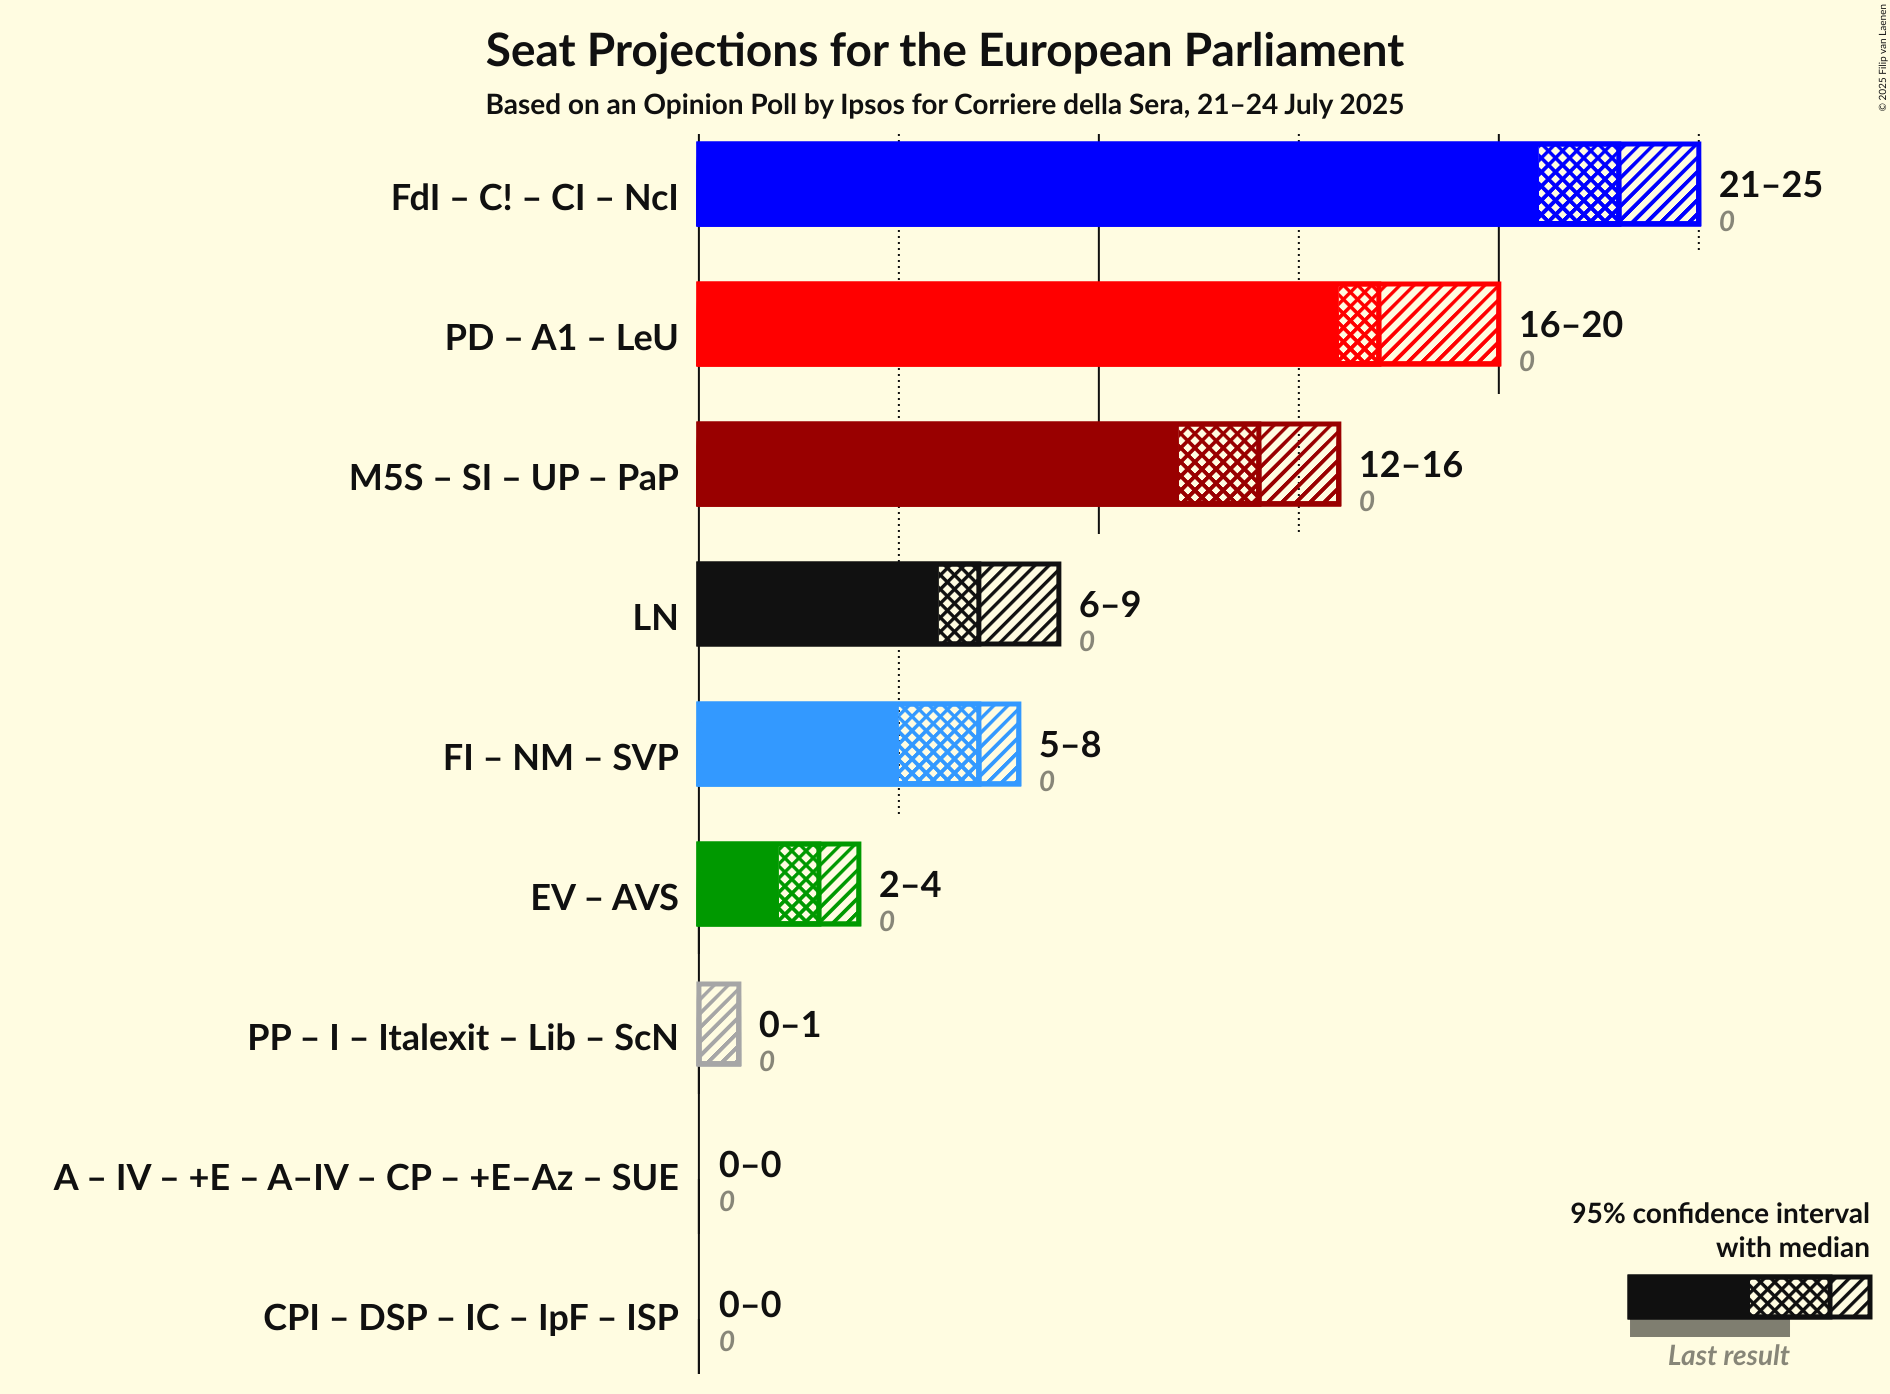 Seat Projections for the European Parliament
Based on an Opinion Poll by Ipsos for Corriere della Sera, 21–24 July 2025
© 2025 Filip van Laenen
FdI – C! – CI – NcI
21–25
0
PD – A1 – LeU
16–20
0
M5S – SI – UP – PaP
12–16
0
LN
6–9
0
FI – NM – SVP
5–8
0
EV – AVS
2–4
0
PP – I – Italexit – Lib – ScN
0–1
0
A – IV – +E – A–IV – CP – +E–Az – SUE
0–0
0
CPI – DSP – IC – IpF – ISP
0–0
0
95% confidence interval
with median
Last result